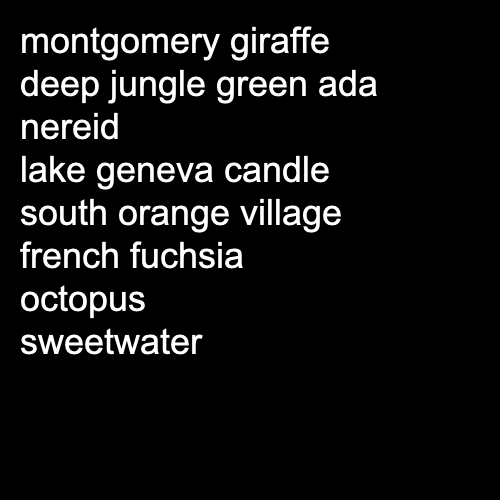 montgomery giraffe
deep jungle green ada
nereid
lake geneva candle
south orange village
french fuchsia
octopus
sweetwater